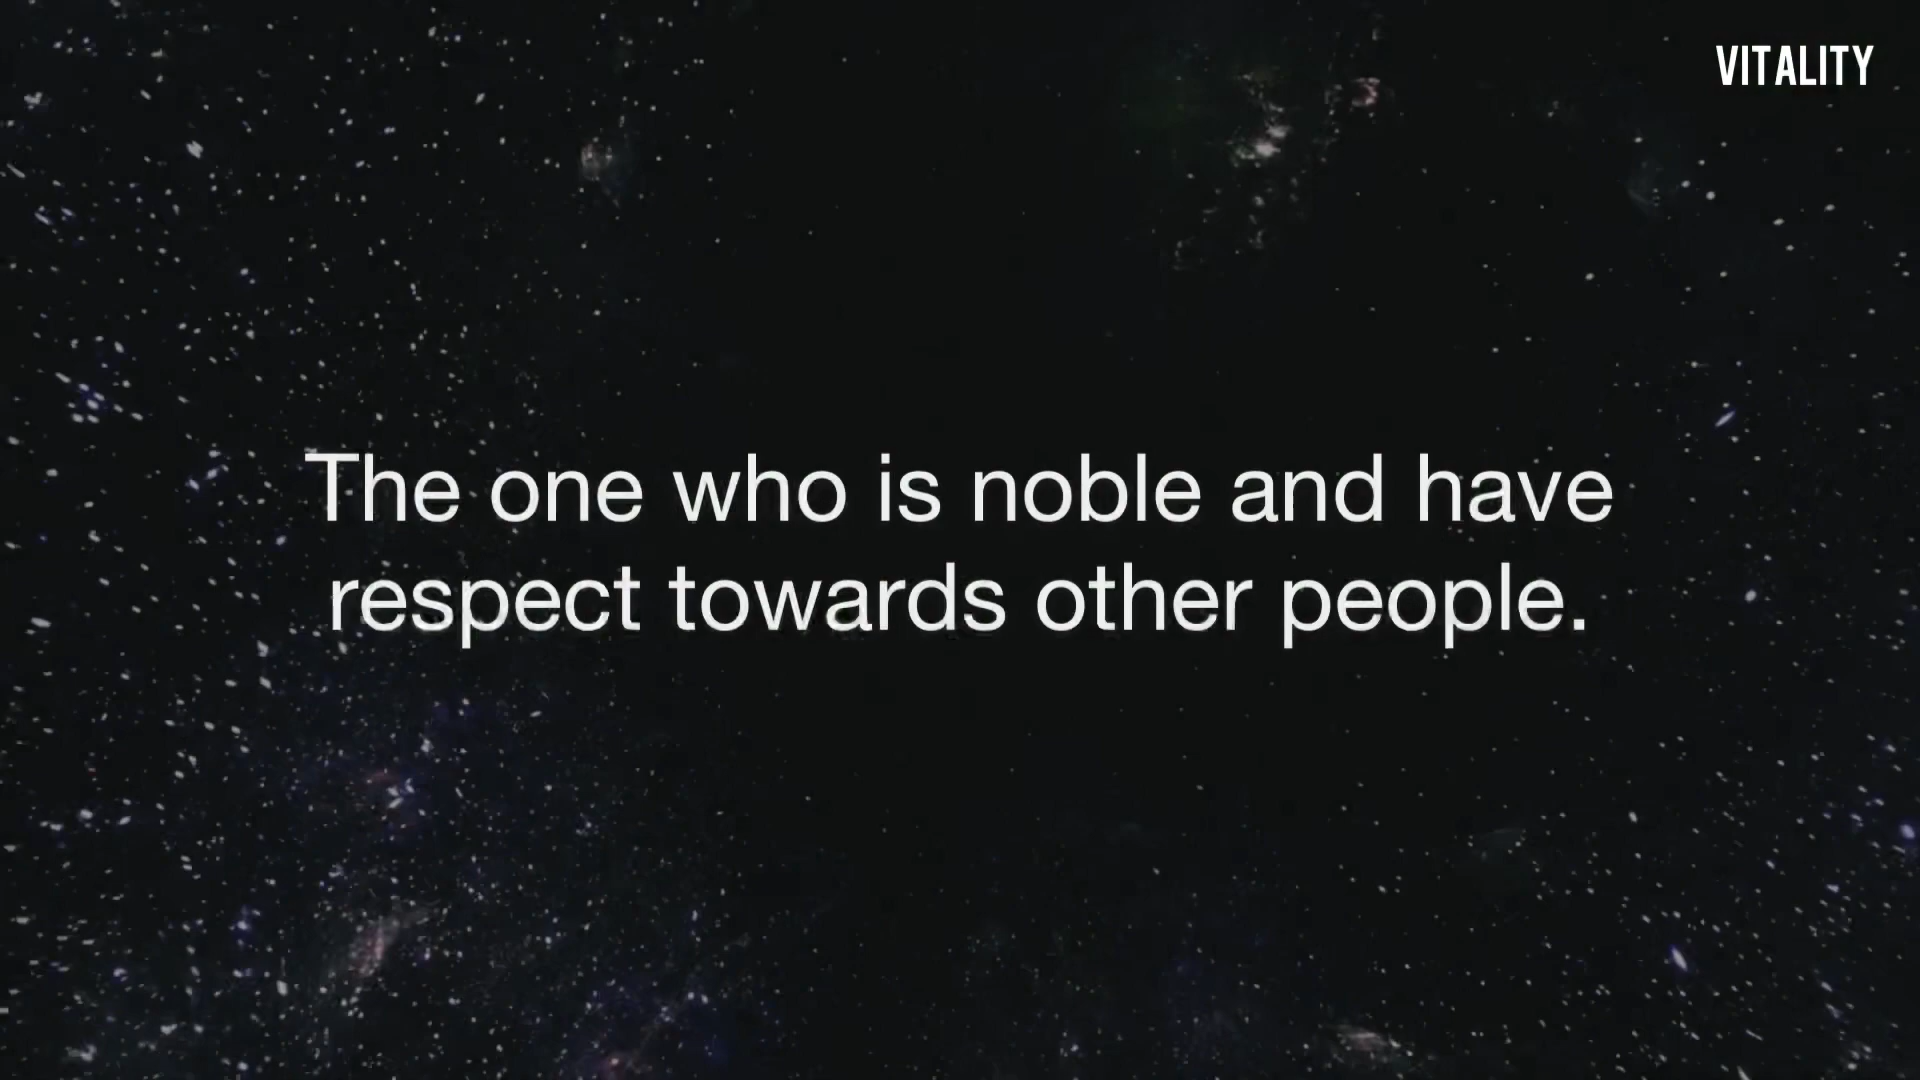 VITALITY
The one who is noble and have
respect towards other people.